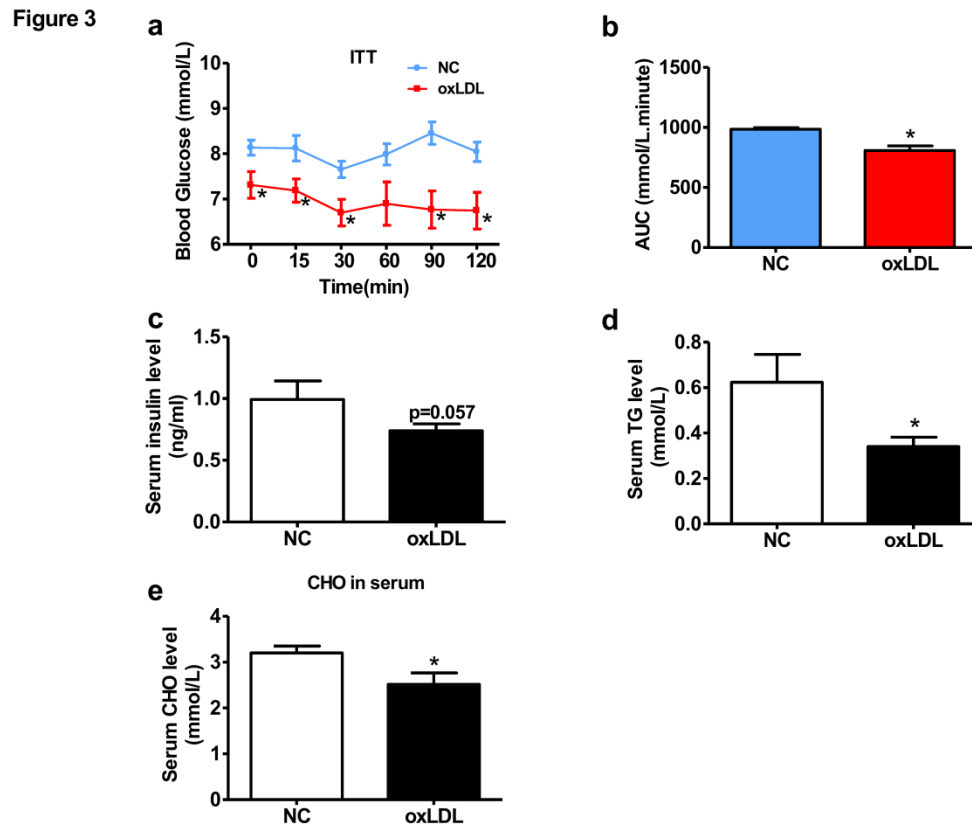 Figure 3
a
ITT
NC
oxLDL
Blood Glucose (mmol/L)
10
9
8
7
6
0 15 30 60 90 120
* * * * *
Time(min)
b
AUC (mmol/L.minute)
1500
1000
500
0
*
NC oxLDL
c
Serum insulin level
(ng/ml)
1.5
1.0
0.5
0.0
p=0.057
NC oxLDL
d
Serum TG level
(mmol/L)
0.8
0.6
0.4
0.2
0.0
*
NC oxLDL
e
CHO in serum
Serum CHO level
(mmol/L)
4
3
2
1
0
*
NC oxLDL